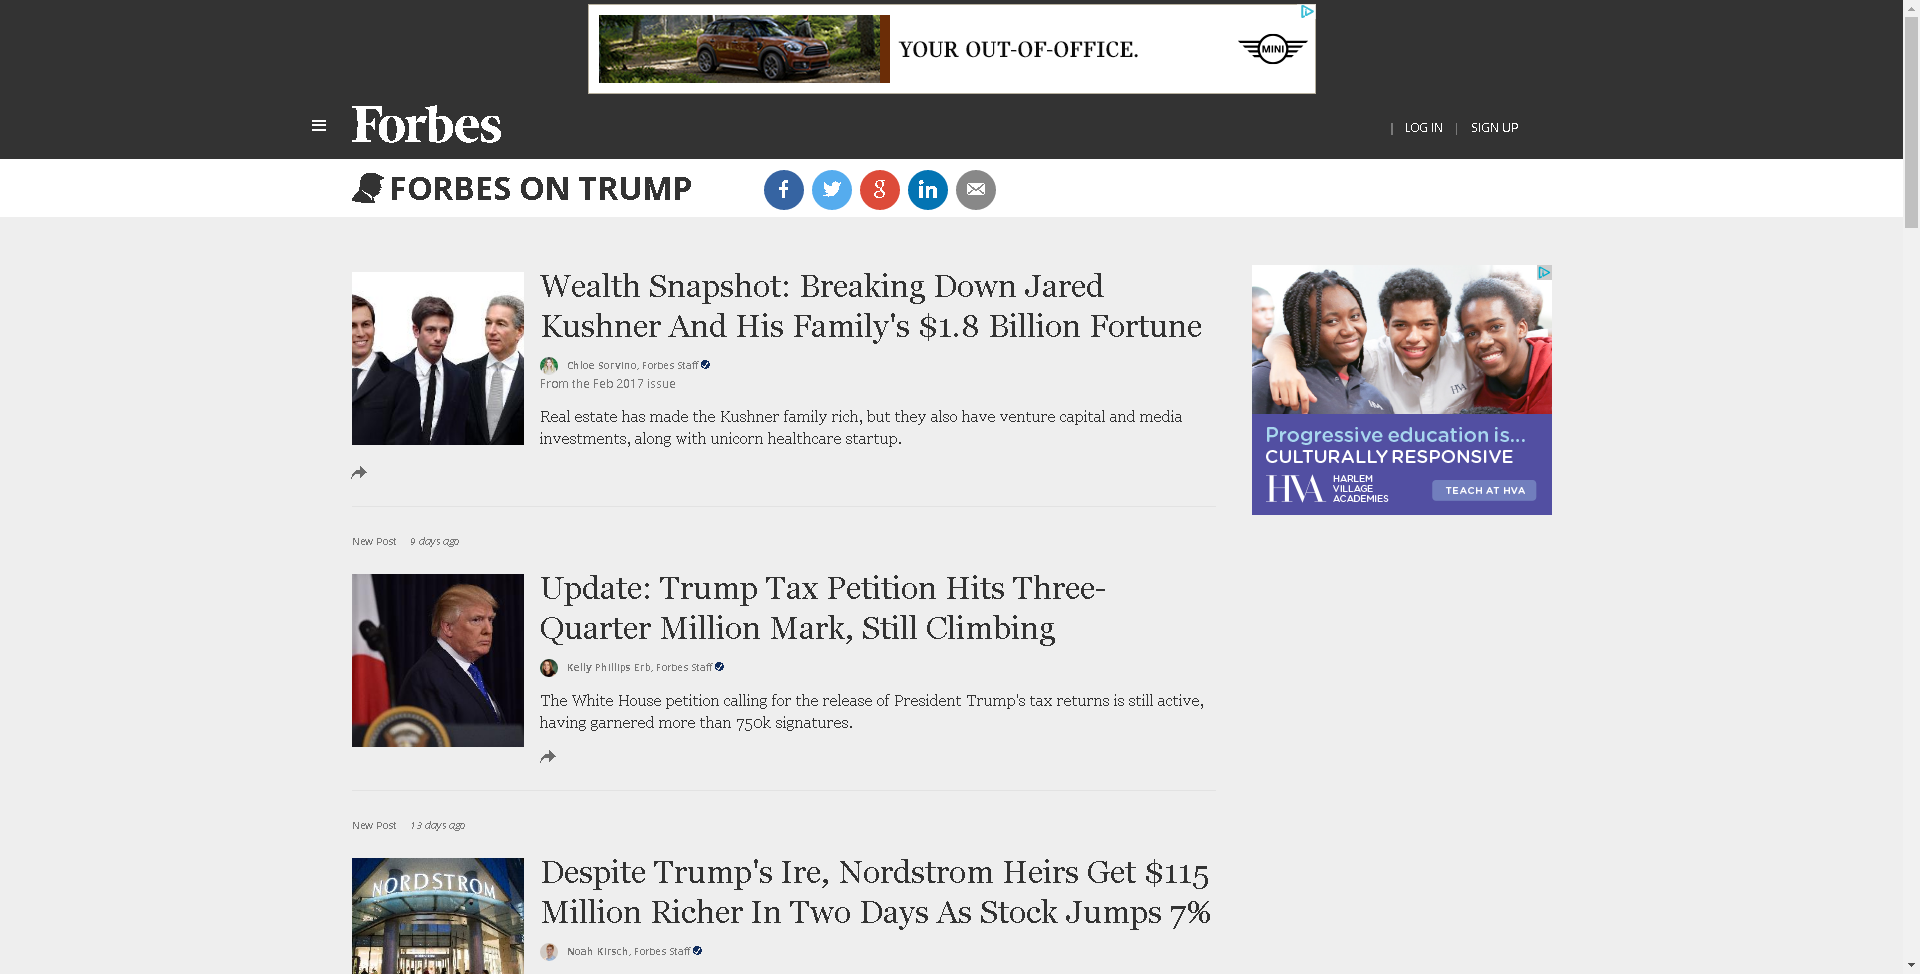 YOUR OUT-OF-OFFICE.
MINI
Forbes
| LOG IN | SIGN UP
FORBES ON TRUMP
Wealth Snapshot: Breaking Down Jared
Kushner And His Family's $1.8 Billion Fortune
Chloe Sorvino, Forbes Staff
From the Feb 2017 issue
Real estate has made the Kushner family rich, but they also have venture capital and media
investments, along with unicorn healthcare startup.
HVA
Progressive education is...
CULTURALLY RESPONSIVE
HVA
HARLEM
VILLAGE
ACADEMIES
TEACH AT HVA
New Post 9 days ago
Update: Trump Tax Petition Hits Three-
Quarter Million Mark, Still Climbing
Kelly Phillips Erb, Forbes Staff
The White House petition calling for the release of President Trump's tax returns is still active,
having garnered more than 750k signatures.
New Post 13 days ago
NORDSTROM
Despite Trump's Ire, Nordstrom Heirs Get $115
Million Richer In Two Days As Stock Jumps 7%
Noah Kirsch, Forbes Staff